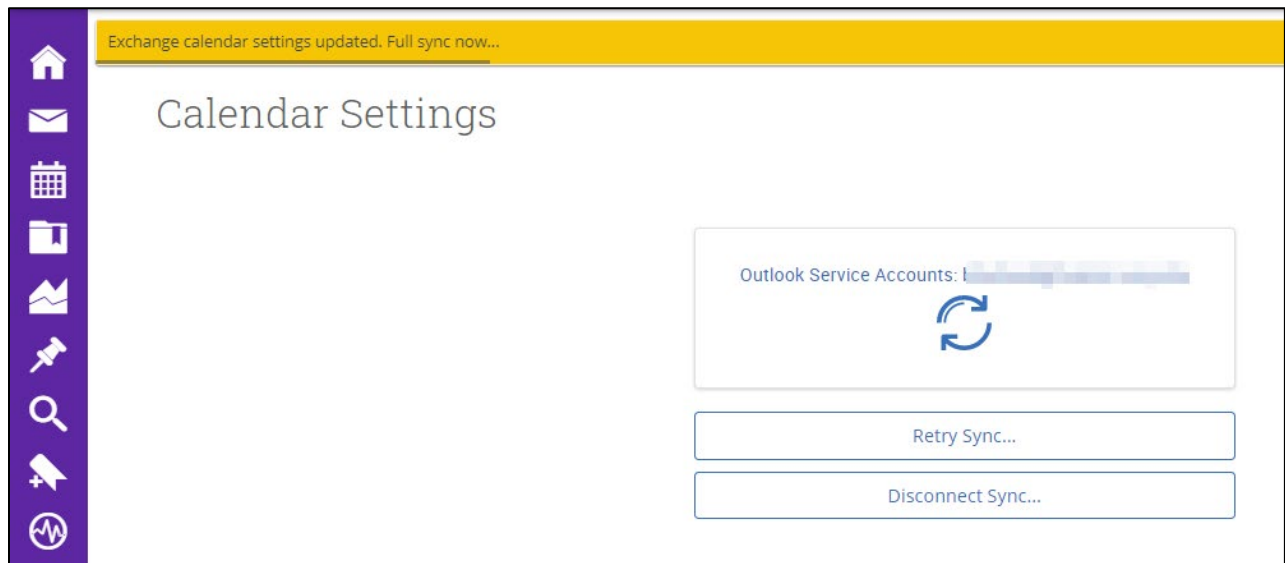 Exchange calendar settings updated. Full sync now...
Calendar Settings
Outlook Service Accounts:
Retry Sync...
Disconnect Sync...